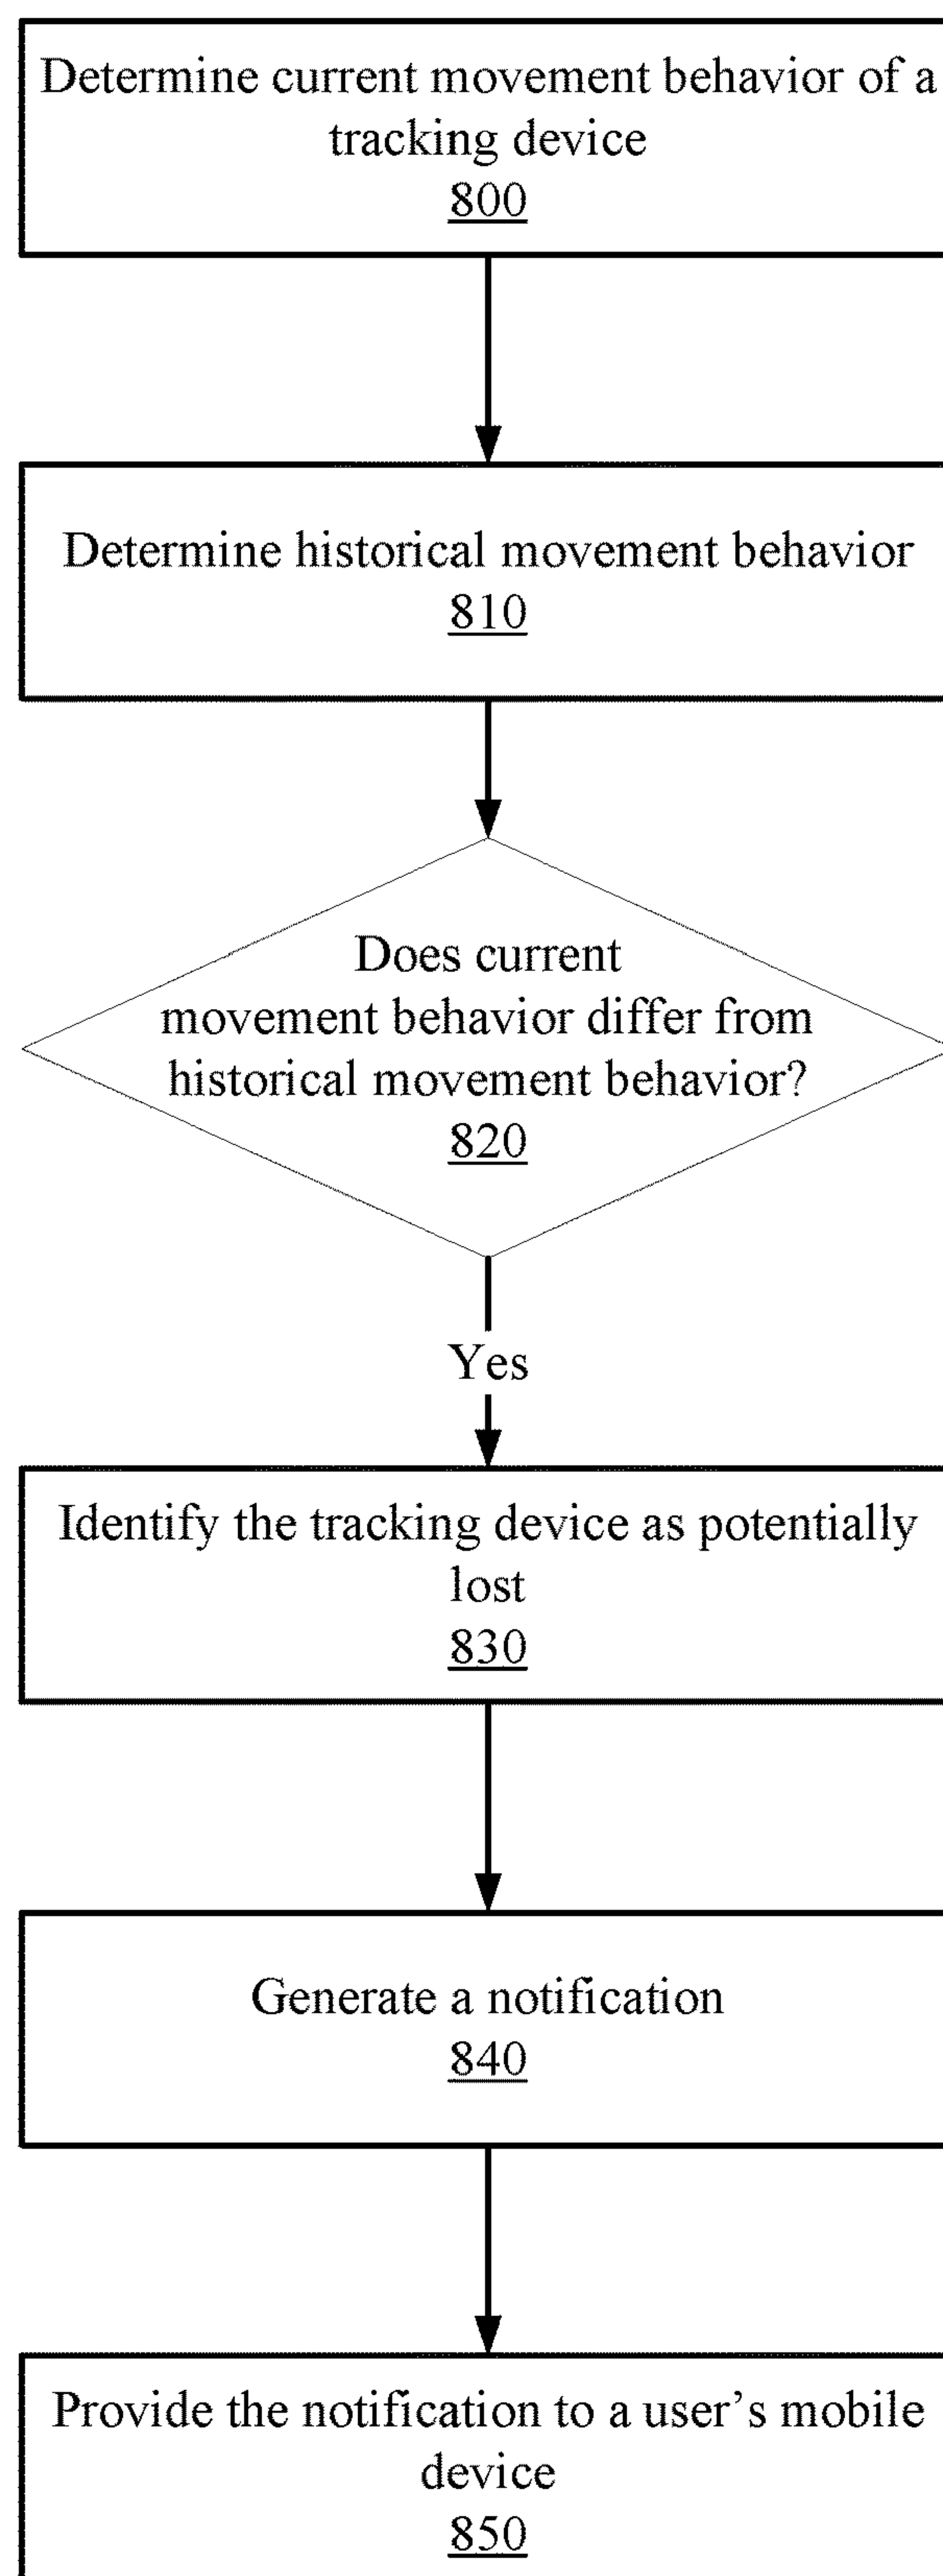 Determine current movement behavior of a
tracking device
800
Determine historical movement behavior
810
Does current
movement behavior differ from
historical movement behavior?
820
Yes
Identify the tracking device as potentially
lost
830
Generate a notification
840
Provide the notification to a user’s mobile
device
850